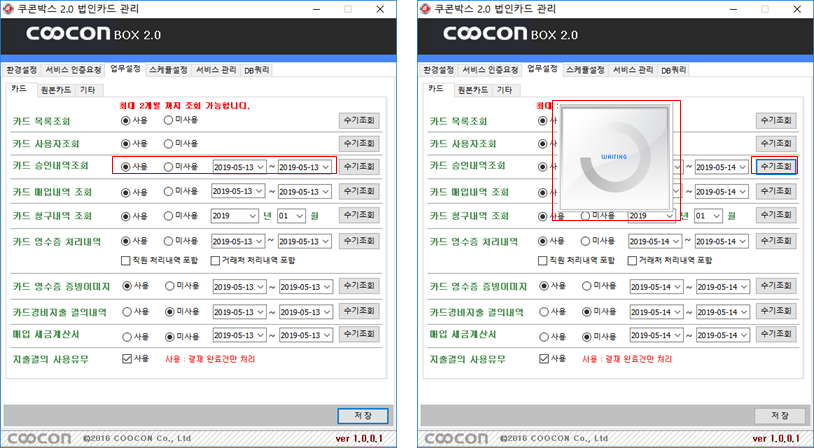 쿠콘박스 2.0 법인카드 관리
COOCON BOX 2.0
환경설정 서비스 인증요청 업무설정 스케쥴설정 서비스 관리 DB쿼리
카드 원본카드 기타
최대 2개월 까지 조회 가능합니다.
카드 목록조회 사용 미사용 수기조회
카드 사용자조회 사용 미사용 수기조회
카드 승인내역조회 사용 미사용 2019-05-13 ~ 2019-05-13 수기조회
카드 매입내역 조회 사용 미사용 2019-05-13 ~ 2019-05-13 수기조회
카드 청구내역 조회 사용 미사용 2019 년 01 월 수기조회
카드 영수증 처리내역 사용 미사용 2019-05-13 ~ 2019-05-13 수기조회
직원 처리내역 포함 거래처 처리내역 포함
카드 영수증 증빙이미지 사용 미사용 2019-05-13 ~ 2019-05-13 수기조회
카드경비지출 결의내역 사용 미사용 2019-05-13 ~ 2019-05-13 수기조회
매입 세금계산서 사용 미사용 2019-05-13 ~ 2019-05-13 수기조회
지출결의 사용유무 사용 사용 : 결재 완료건만 처리
저 장
COOCON ©2016 COOCON Co., Ltd ver 1.0.0.1
쿠콘박스 2.0 법인카드 관리
COOCON BOX 2.0
환경설정 서비스 인증요청 업무설정 스케쥴설정 서비스 관리 DB쿼리
카드 원본카드 기타
최대
카드 목록조회 수기조회
카드 사용자조회 수기조회
WAITING
카드 승인내역조회 ~ 2019-05-14 수기조회
카드 매입내역 조회 ~ 2019-05-14 수기조회
카드 청구내역 조회 사용 미사용 2019 년 01 월 수기조회
카드 영수증 처리내역 사용 미사용 2019-05-14 ~ 2019-05-14 수기조회
직원 처리내역 포함 거래처 처리내역 포함
카드 영수증 증빙이미지 사용 미사용 2019-05-14 ~ 2019-05-14 수기조회
카드경비지출 결의내역 사용 미사용 2019-05-14 ~ 2019-05-14 수기조회
매입 세금계산서 사용 미사용 2019-05-14 ~ 2019-05-14 수기조회
지출결의 사용유무 사용 사용 : 결재 완료건만 처리
저 장
COOCON ©2016 COOCON Co., Ltd ver 1.0.0.1